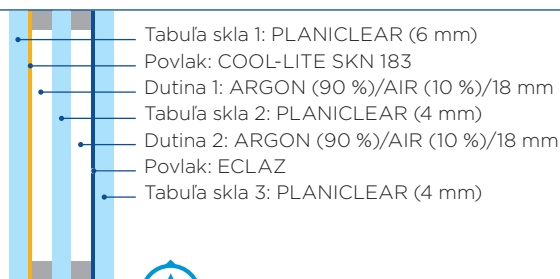 Tabuľa skla 1: PLANICLEAR (6 mm)
Povlak: COOL-LITE SKN 183
Dutina 1: ARGON (90 %)/AIR (10 %)/18 mm
Tabuľa skla 2: PLANICLEAR (4 mm)
Dutina 2: ARGON (90 %)/AIR (10 %)/18 mm
Povlak: ECLAZ
Tabuľa skla 3: PLANICLEAR (4 mm)